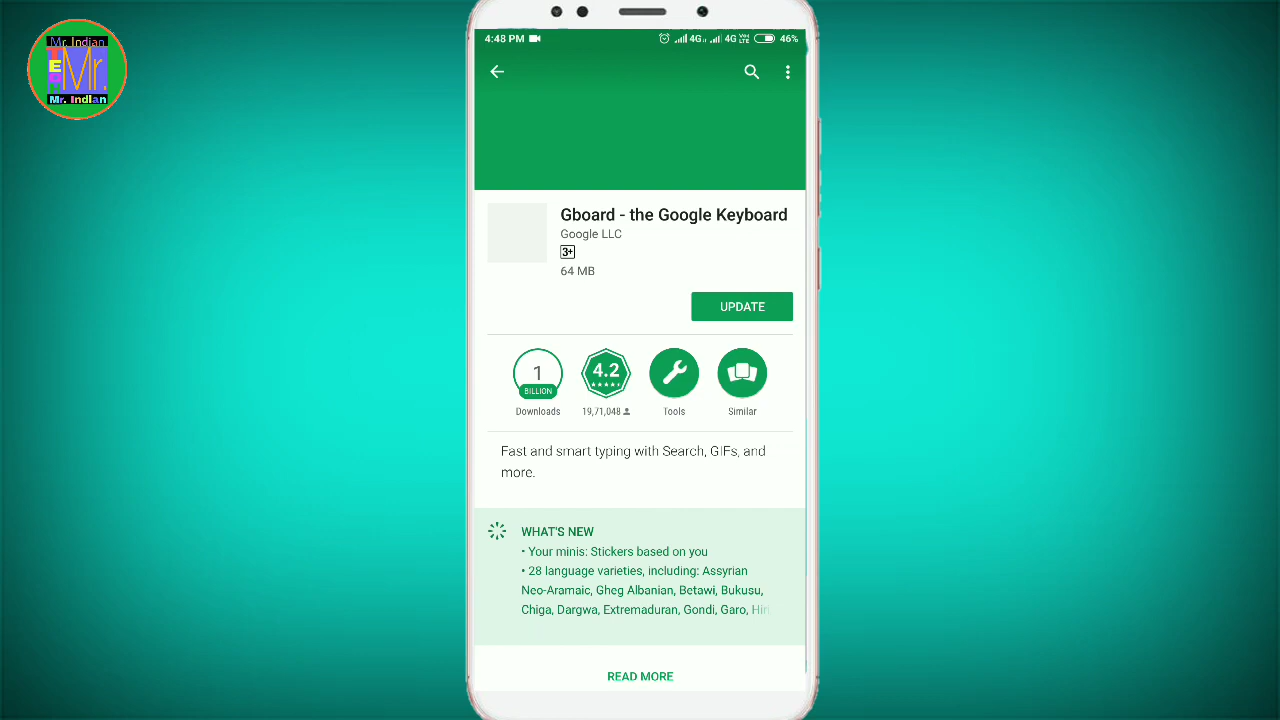 Mr. Indian
TECH
Mr.
Mr. Indian
4:48 PM
4G
4G VoLTE
46%
Gboard - the Google Keyboard
Google LLC
3+
64 MB
UPDATE
1
BILLION
Downloads
4.2
19,71,048
Tools
Similar
Fast and smart typing with Search, GIFs, and
more.
WHAT'S NEW
• Your minis: Stickers based on you
• 28 language varieties, including: Assyrian
Neo-Aramaic, Gheg Albanian, Betawi, Bukusu,
Chiga, Dargwa, Extremaduran, Gondi, Garo, Hiri
READ MORE